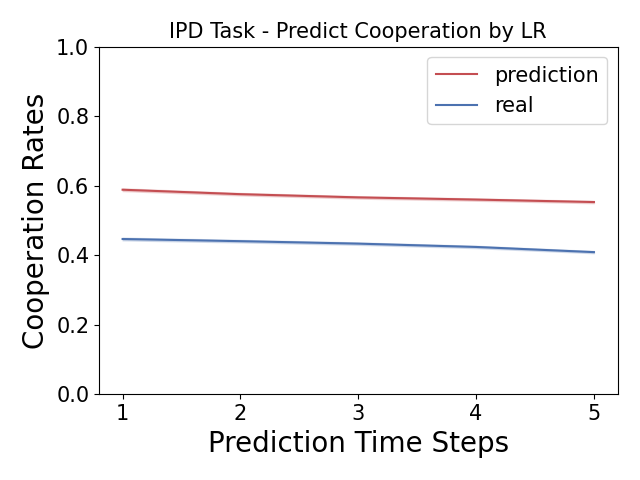 IPD Task - Predict Cooperation by LR
prediction
real
Cooperation Rates
1.0
0.8
0.6
0.4
0.2
0.0
1 2 3 4 5
Prediction Time Steps